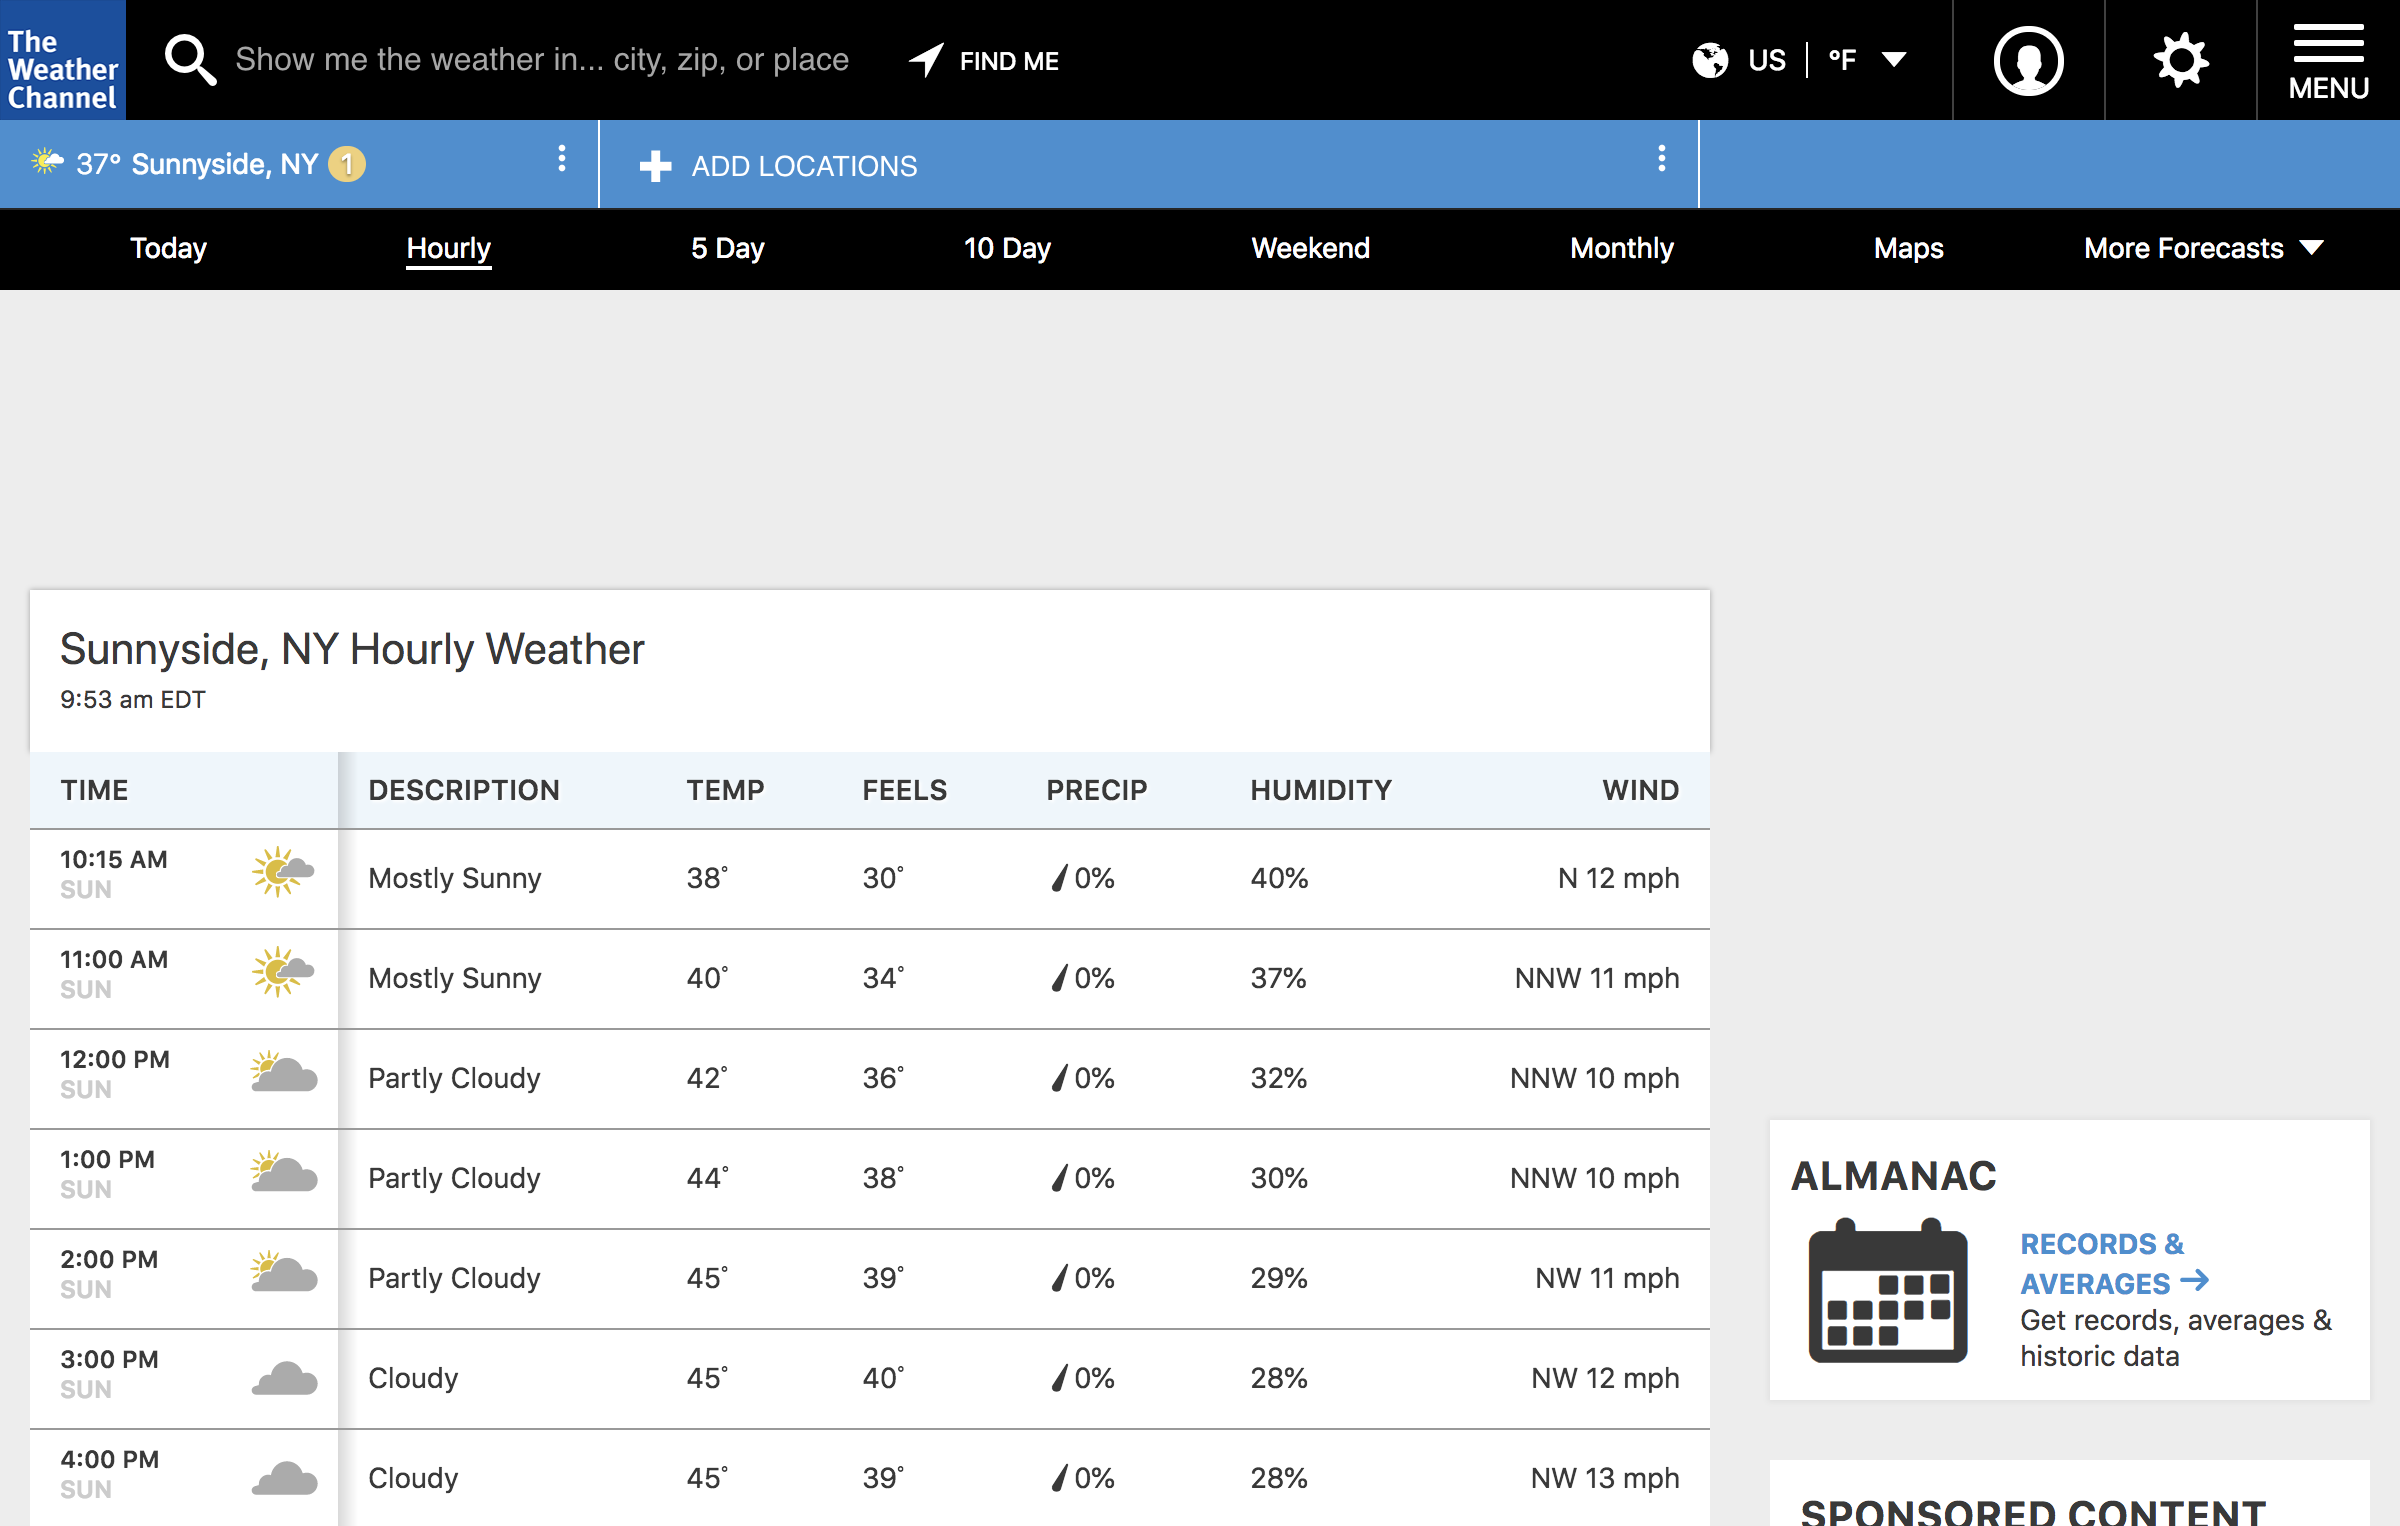 The
Weather
Channel
Show me the weather in... city, zip, or place
FIND ME
US
°F
MENU
37° Sunnyside, NY 1
ADD LOCATIONS
Today
Hourly
5 Day
10 Day
Weekend
Monthly
Maps
More Forecasts
Sunnyside, NY Hourly Weather
9:53 am EDT
TIME DESCRIPTION TEMP FEELS PRECIP HUMIDITY WIND
10:15 AM
SUN
Mostly Sunny 38° 30° 0% 40% N 12 mph
11:00 AM
SUN
Mostly Sunny 40° 34° 0% 37% NNW 11 mph
12:00 PM
SUN
Partly Cloudy 42° 36° 0% 32% NNW 10 mph
1:00 PM
SUN
Partly Cloudy 44° 38° 0% 30% NNW 10 mph
2:00 PM
SUN
Partly Cloudy 45° 39° 0% 29% NW 11 mph
3:00 PM
SUN
Cloudy 45° 40° 0% 28% NW 12 mph
4:00 PM
SUN
Cloudy 45° 39° 0% 28% NW 13 mph
ALMANAC
RECORDS &
AVERAGES
Get records, averages &
historic data
SPONSORED CONTENT